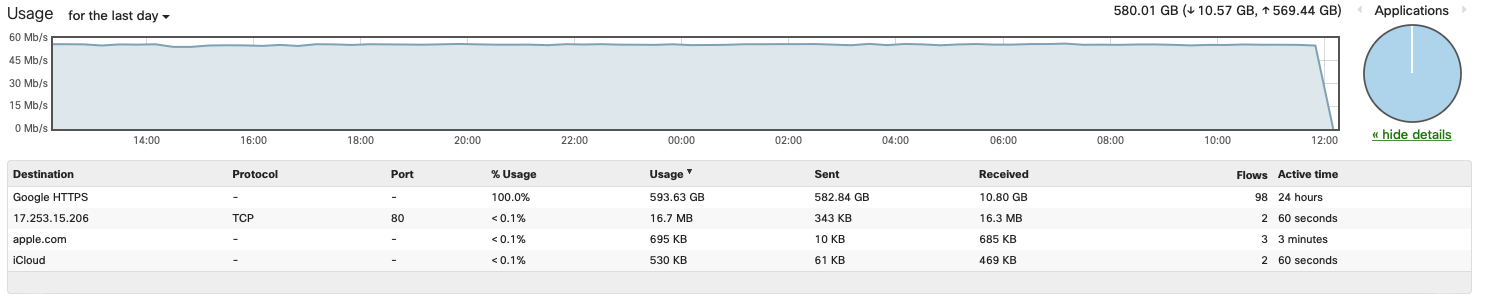 Usage for the last day 580.01 GB (↓ 10.57 GB, ↑ 569.44 GB) Applications
60 Mb/s
45 Mb/s
30 Mb/s
15 Mb/s
0 Mb/s
14:00 16:00 18:00 20:00 22:00 00:00 02:00 04:00 06:00 08:00 10:00 12:00
« hide details
Destination Protocol Port % Usage Usage ▼ Sent Received Flows Active time
Google HTTPS – – 100.0% 593.63 GB 582.84 GB 10.80 GB 98 24 hours
17.253.15.206 TCP 80 < 0.1% 16.7 MB 343 KB 16.3 MB 2 60 seconds
apple.com – – < 0.1% 695 KB 10 KB 685 KB 3 3 minutes
iCloud – – < 0.1% 530 KB 61 KB 469 KB 2 60 seconds